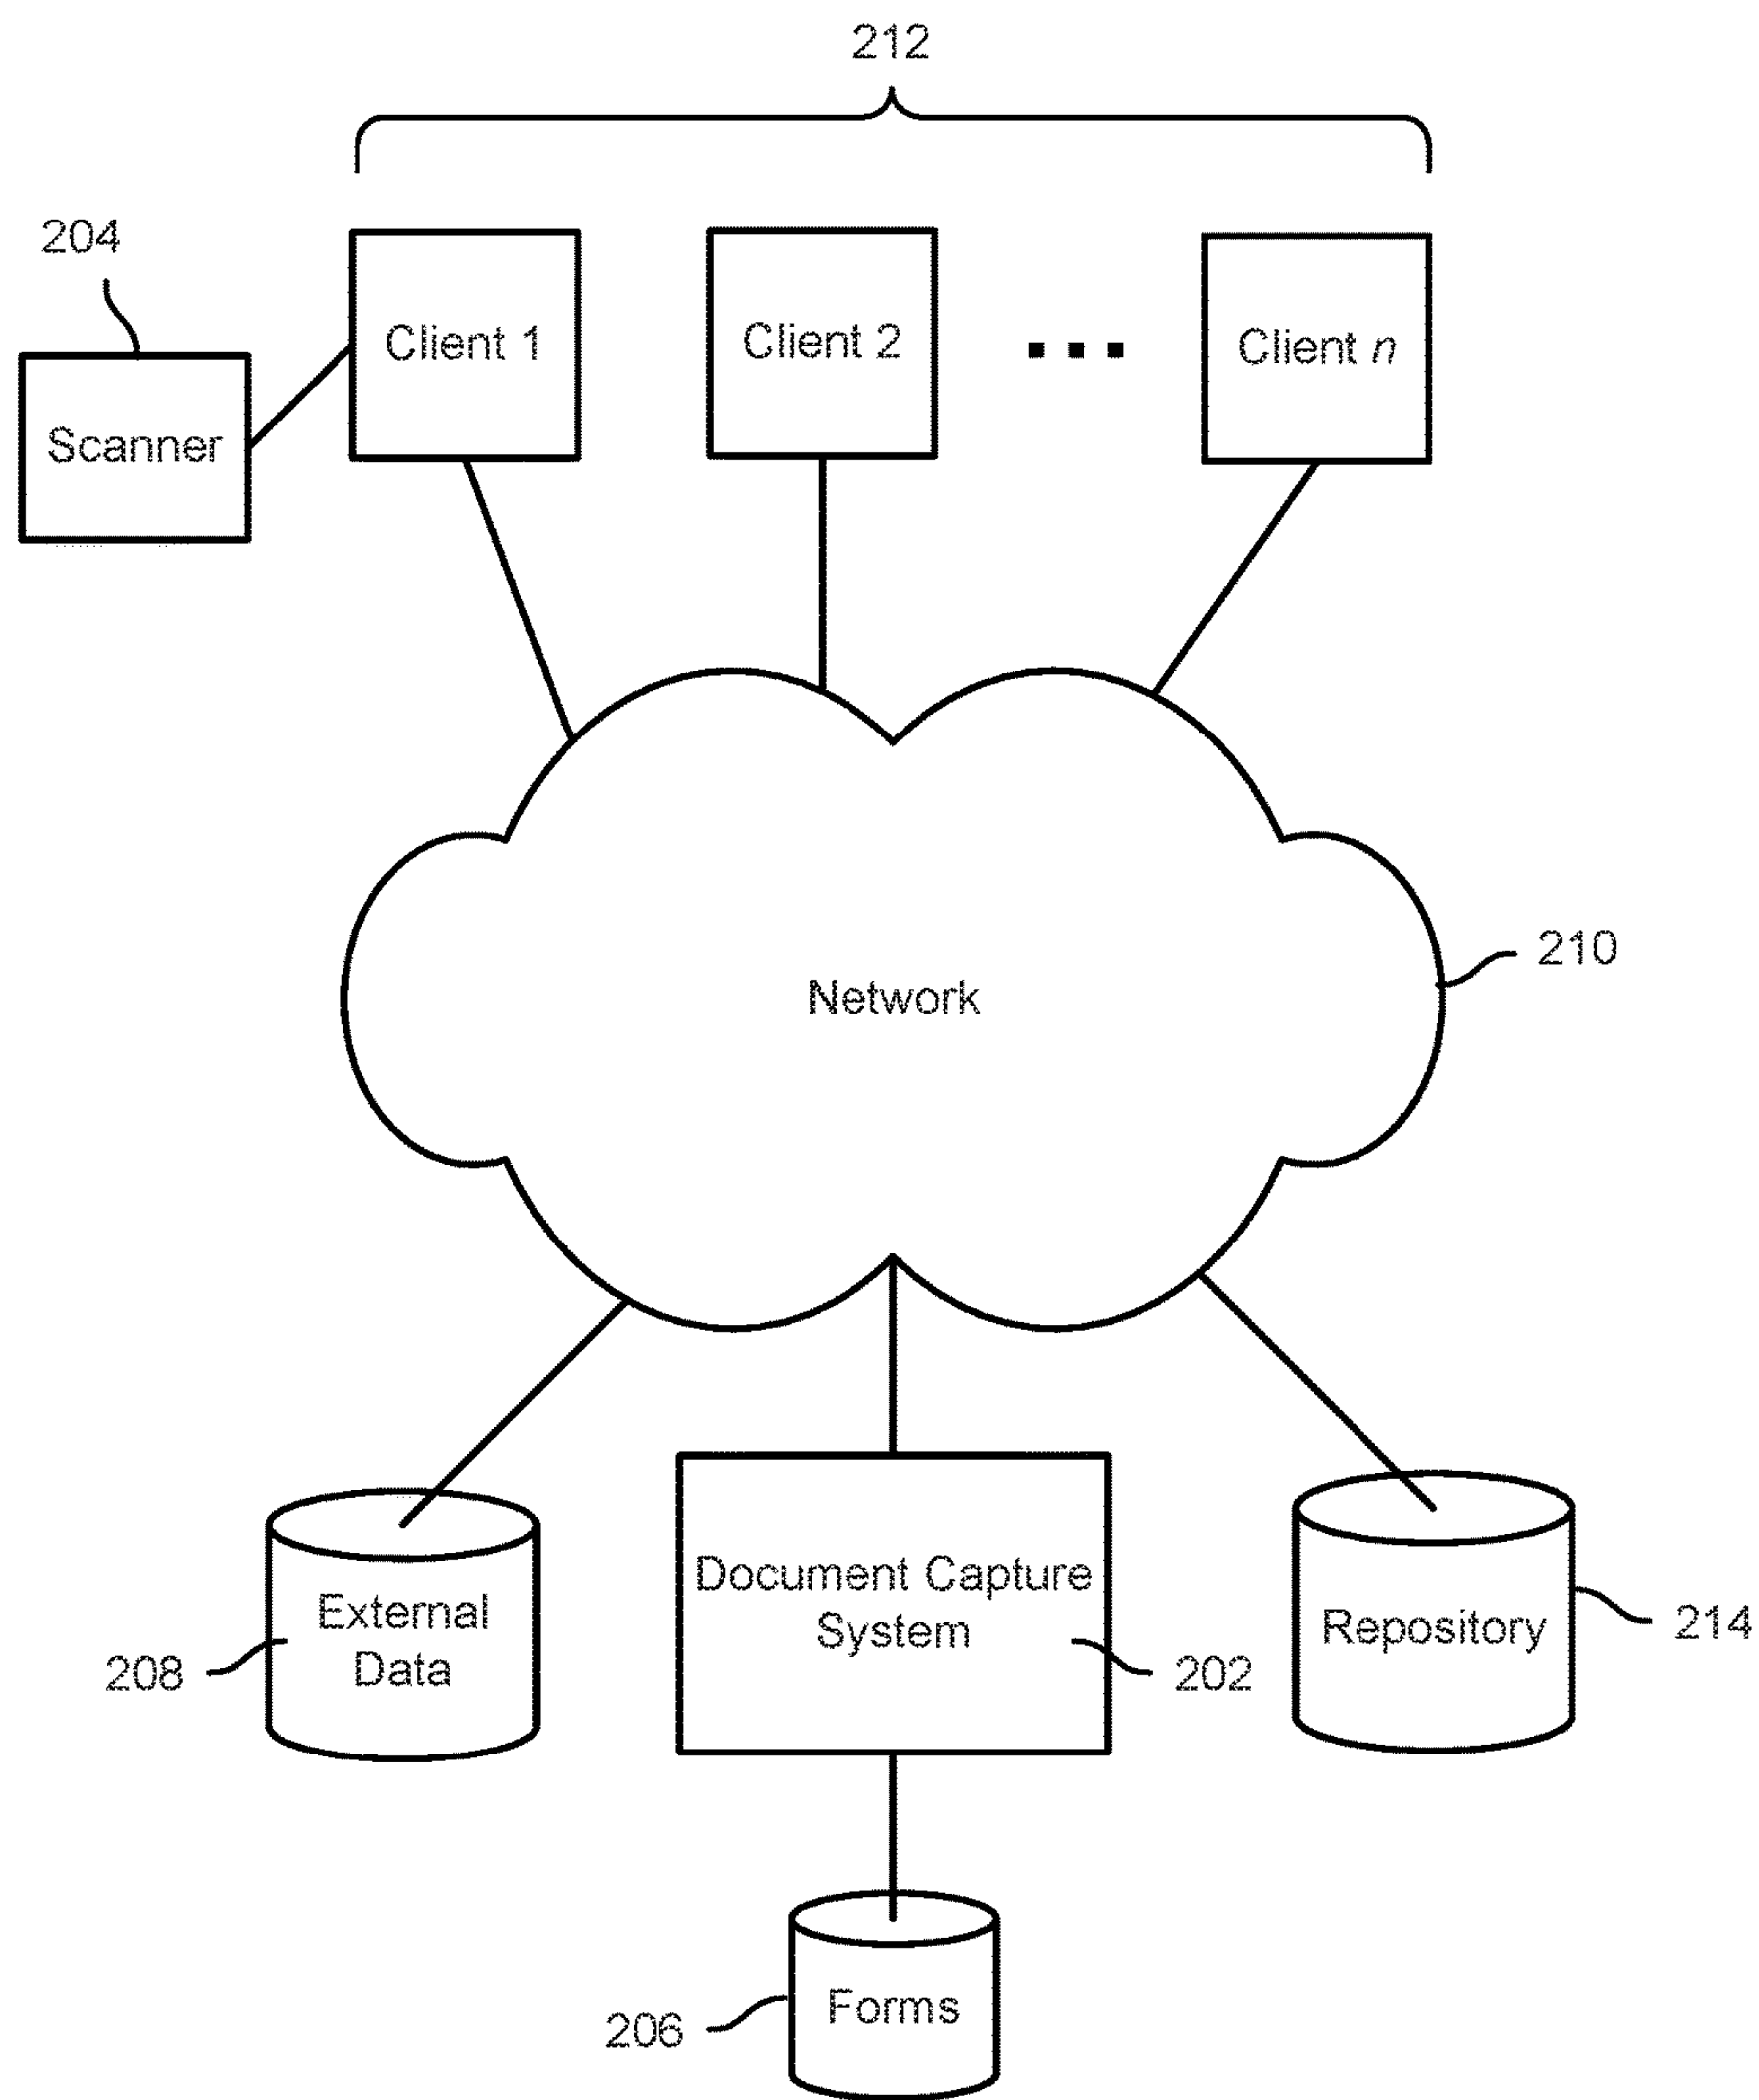 212
204
Client 1
Client 2
...
Client n
Scanner
210
Network
Document Capture
System
External
Data
Repository
214
208
202
Forms
206